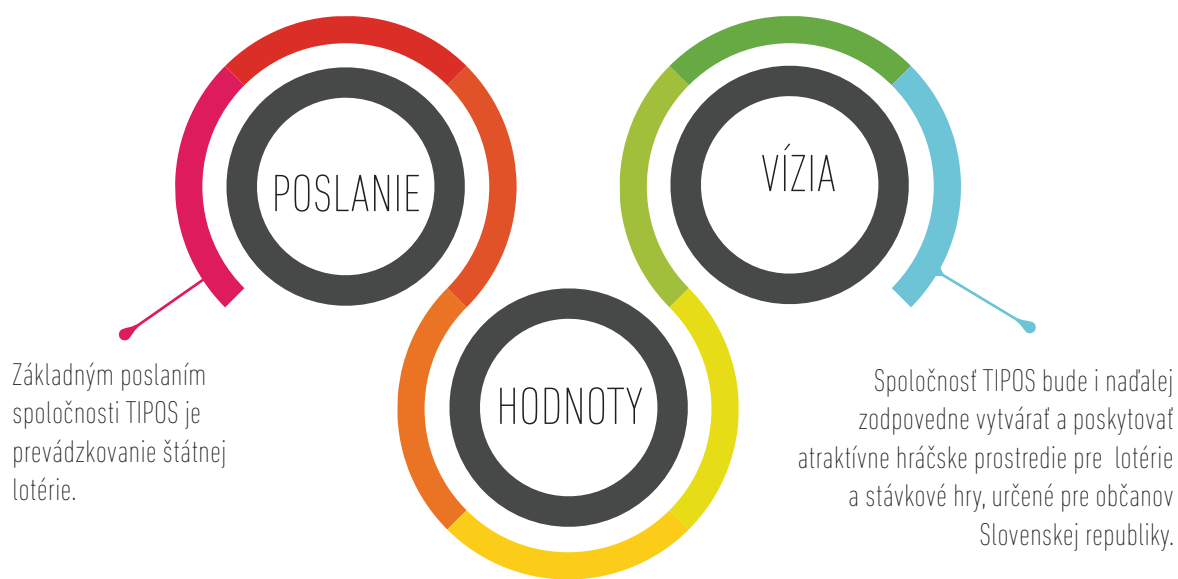 POSLANIE
VÍZIA
HODNOTY
Základným poslaním
spoločnosti TIPOS je
prevádzkovanie štátnej
lotérie.
Spoločnosť TIPOS bude i naďalej
zodpovedne vytvárať a poskytovať
atraktívne hráčske prostredie pre lotérie
a stávkové hry, určené pre občanov
Slovenskej republiky.